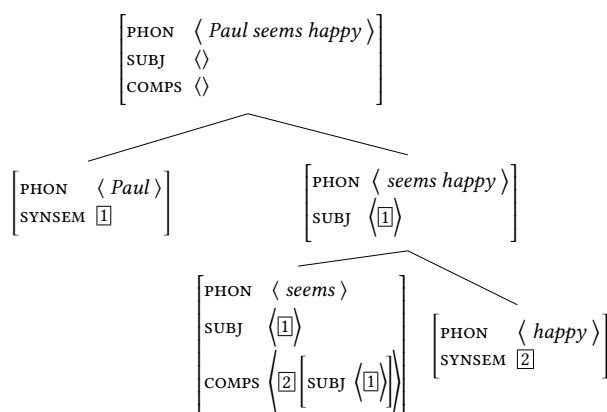 PHON ⟨ Paul seems happy ⟩
SUBJ ⟨⟩
COMPS ⟨⟩
PHON ⟨ Paul ⟩
SYNSEM 1
PHON ⟨ seems happy ⟩
SUBJ ⟨1⟩
PHON ⟨ seems ⟩
SUBJ ⟨1⟩
COMPS ⟨2[SUBJ ⟨1⟩]⟩
PHON ⟨ happy ⟩
SYNSEM 2